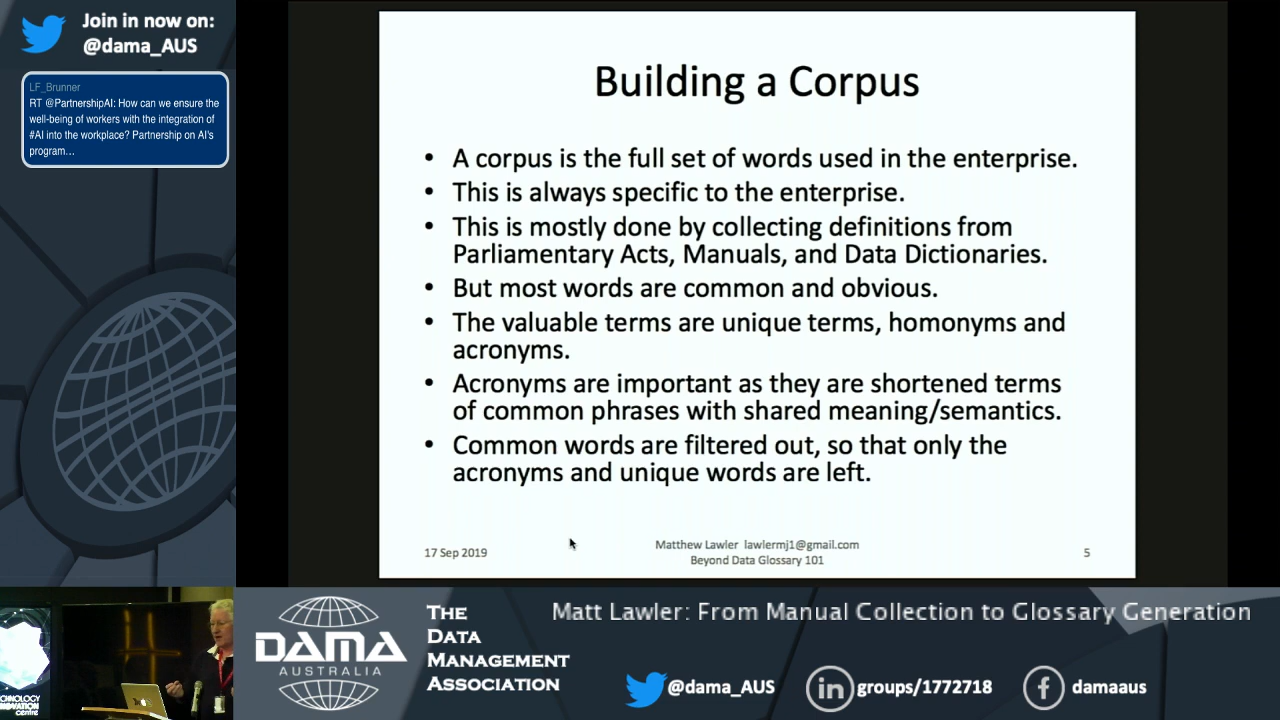 Join in now on:
@dama_AUS
LF_Brunner
RT @PartnershipAI: How can we ensure the
well-being of workers with the integration of
#AI into the workplace? Partnership on AI's
program…
Building a Corpus
• A corpus is the full set of words used in the enterprise.
• This is always specific to the enterprise.
• This is mostly done by collecting definitions from
Parliamentary Acts, Manuals, and Data Dictionaries.
• But most words are common and obvious.
• The valuable terms are unique terms, homonyms and
acronyms.
• Acronyms are important as they are shortened terms
of common phrases with shared meaning/semantics.
• Common words are filtered out, so that only the
acronyms and unique words are left.
17 Sep 2019
Matthew Lawler lawlermj1@gmail.com
Beyond Data Glossary 101
5
CHNOLOGY
NOVATION
centre
DAMA
AUSTRALIA
THE
DATA
MANAGEMENT
ASSOCIATION
Matt Lawler: From Manual Collection to Glossary Generation
@dama_AUS
in
groups/1772718
f
damaaus